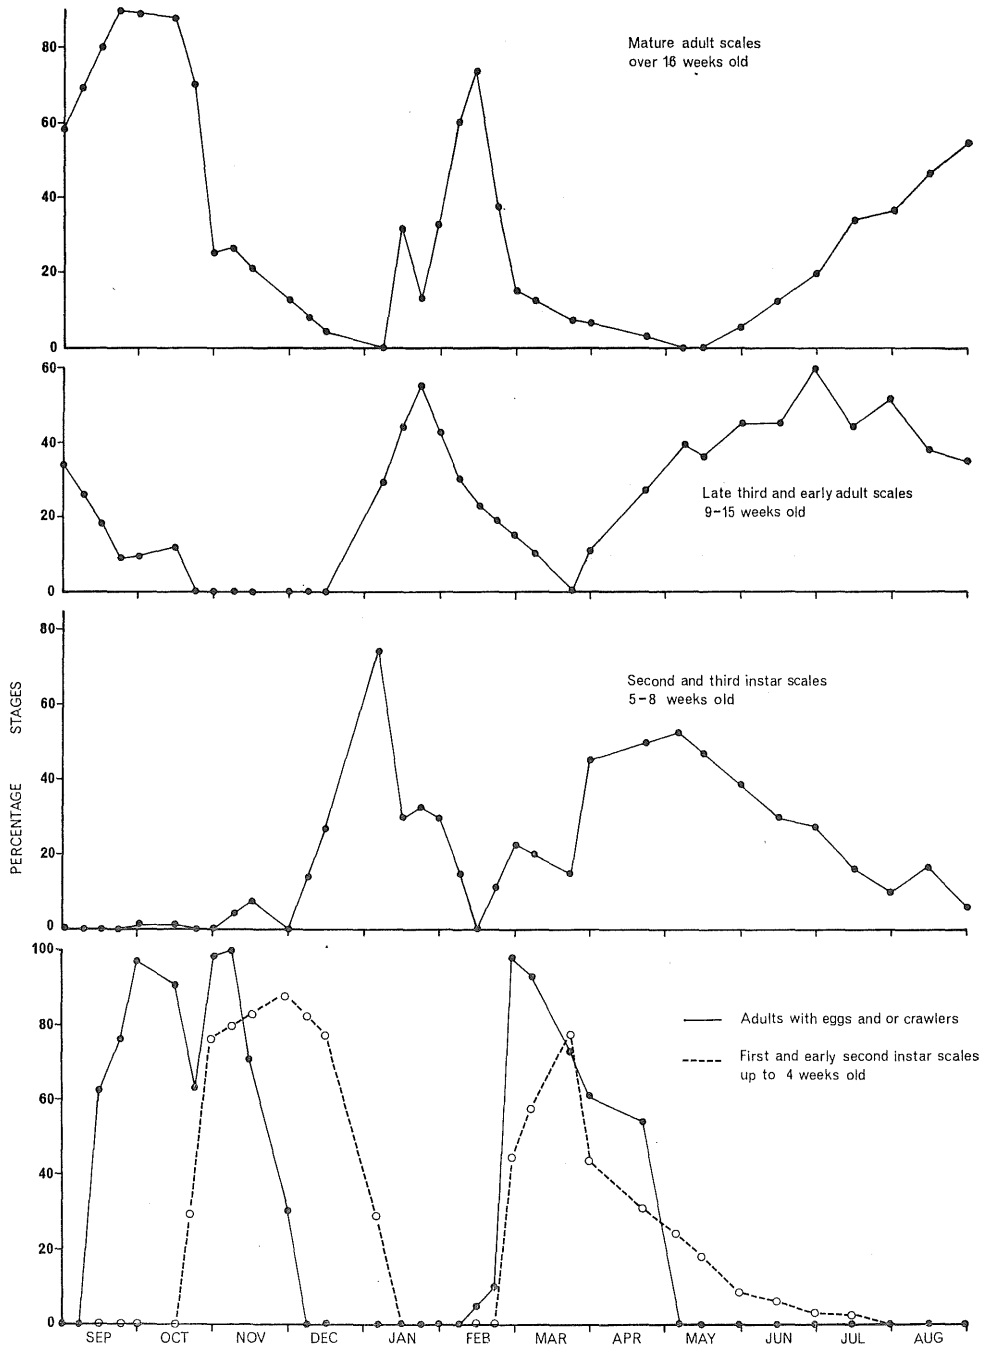 80
60
40
20
0
Mature adult scales
over 16 weeks old
60
40
20
0
Late third and early adult scales
9-15 weeks old
80
60
40
20
0
Second and third instar scales
5-8 weeks old
PERCENTAGE STAGES
100
80
60
40
20
0
Adults with eggs and or crawlers
First and early second instar scales
up to 4 weeks old
SEP OCT NOV DEC JAN FEB MAR APR MAY JUN JUL AUG